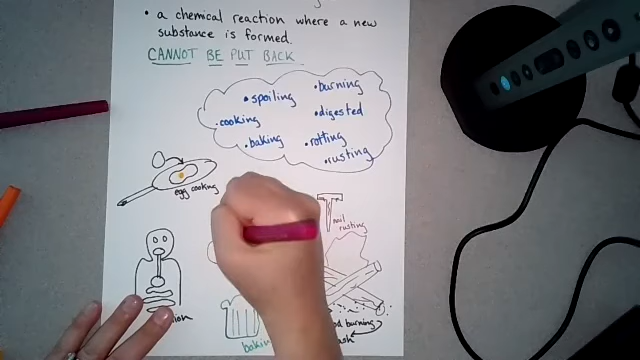 • a chemical reaction where a new
substance is formed.
CANNOT BE PUT BACK
• spoiling
• burning
• cooking
• digested
• baking
• rotting
• rusting
egg cooking
nail
rusting
burning